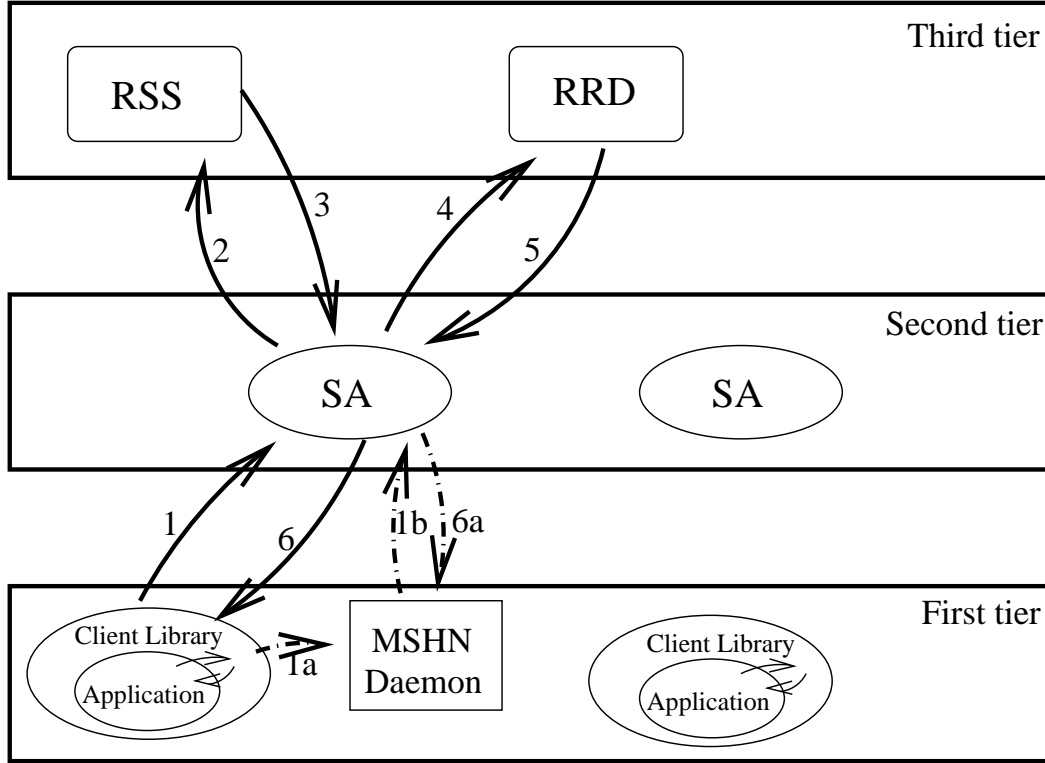 Third tier
RSS
RRD
3
4
2
5
Second tier
SA
SA
1
6
1b
6a
First tier
Client Library
Application
1a
MSHN
Daemon
Client Library
Application